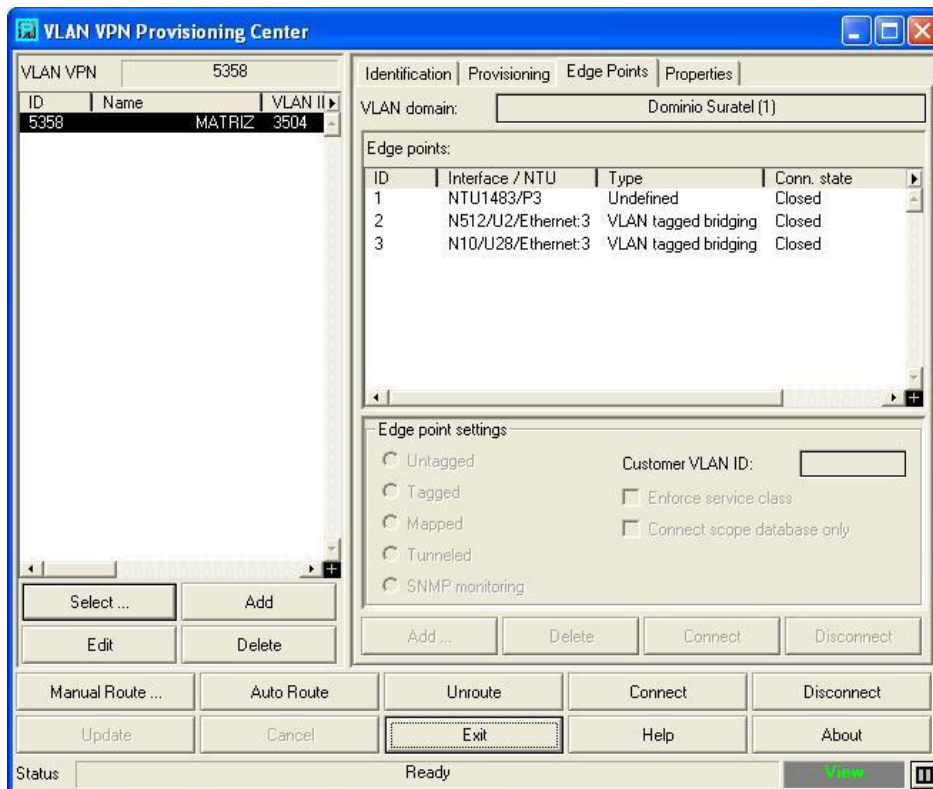 VLAN VPN Provisioning Center
VLAN VPN 5358
ID Name VLAN II
5358 MATRIZ 3504
Select ... Add
Edit Delete
Identification Provisioning Edge Points Properties
VLAN domain: Dominio Suratel (1)
Edge points:
ID Interface / NTU Type Conn. state
1 NTU1483/P3 Undefined Closed
2 N512/U2/Ethernet:3 VLAN tagged bridging Closed
3 N10/U28/Ethernet:3 VLAN tagged bridging Closed
Edge point settings
Untagged Customer VLAN ID:
Tagged Enforce service class
Mapped Connect scope database only
Tunneled
SNMP monitoring
Add ... Delete Connect Disconnect
Manual Route ... Auto Route Unroute Connect Disconnect
Update Cancel Exit Help About
Status Ready View